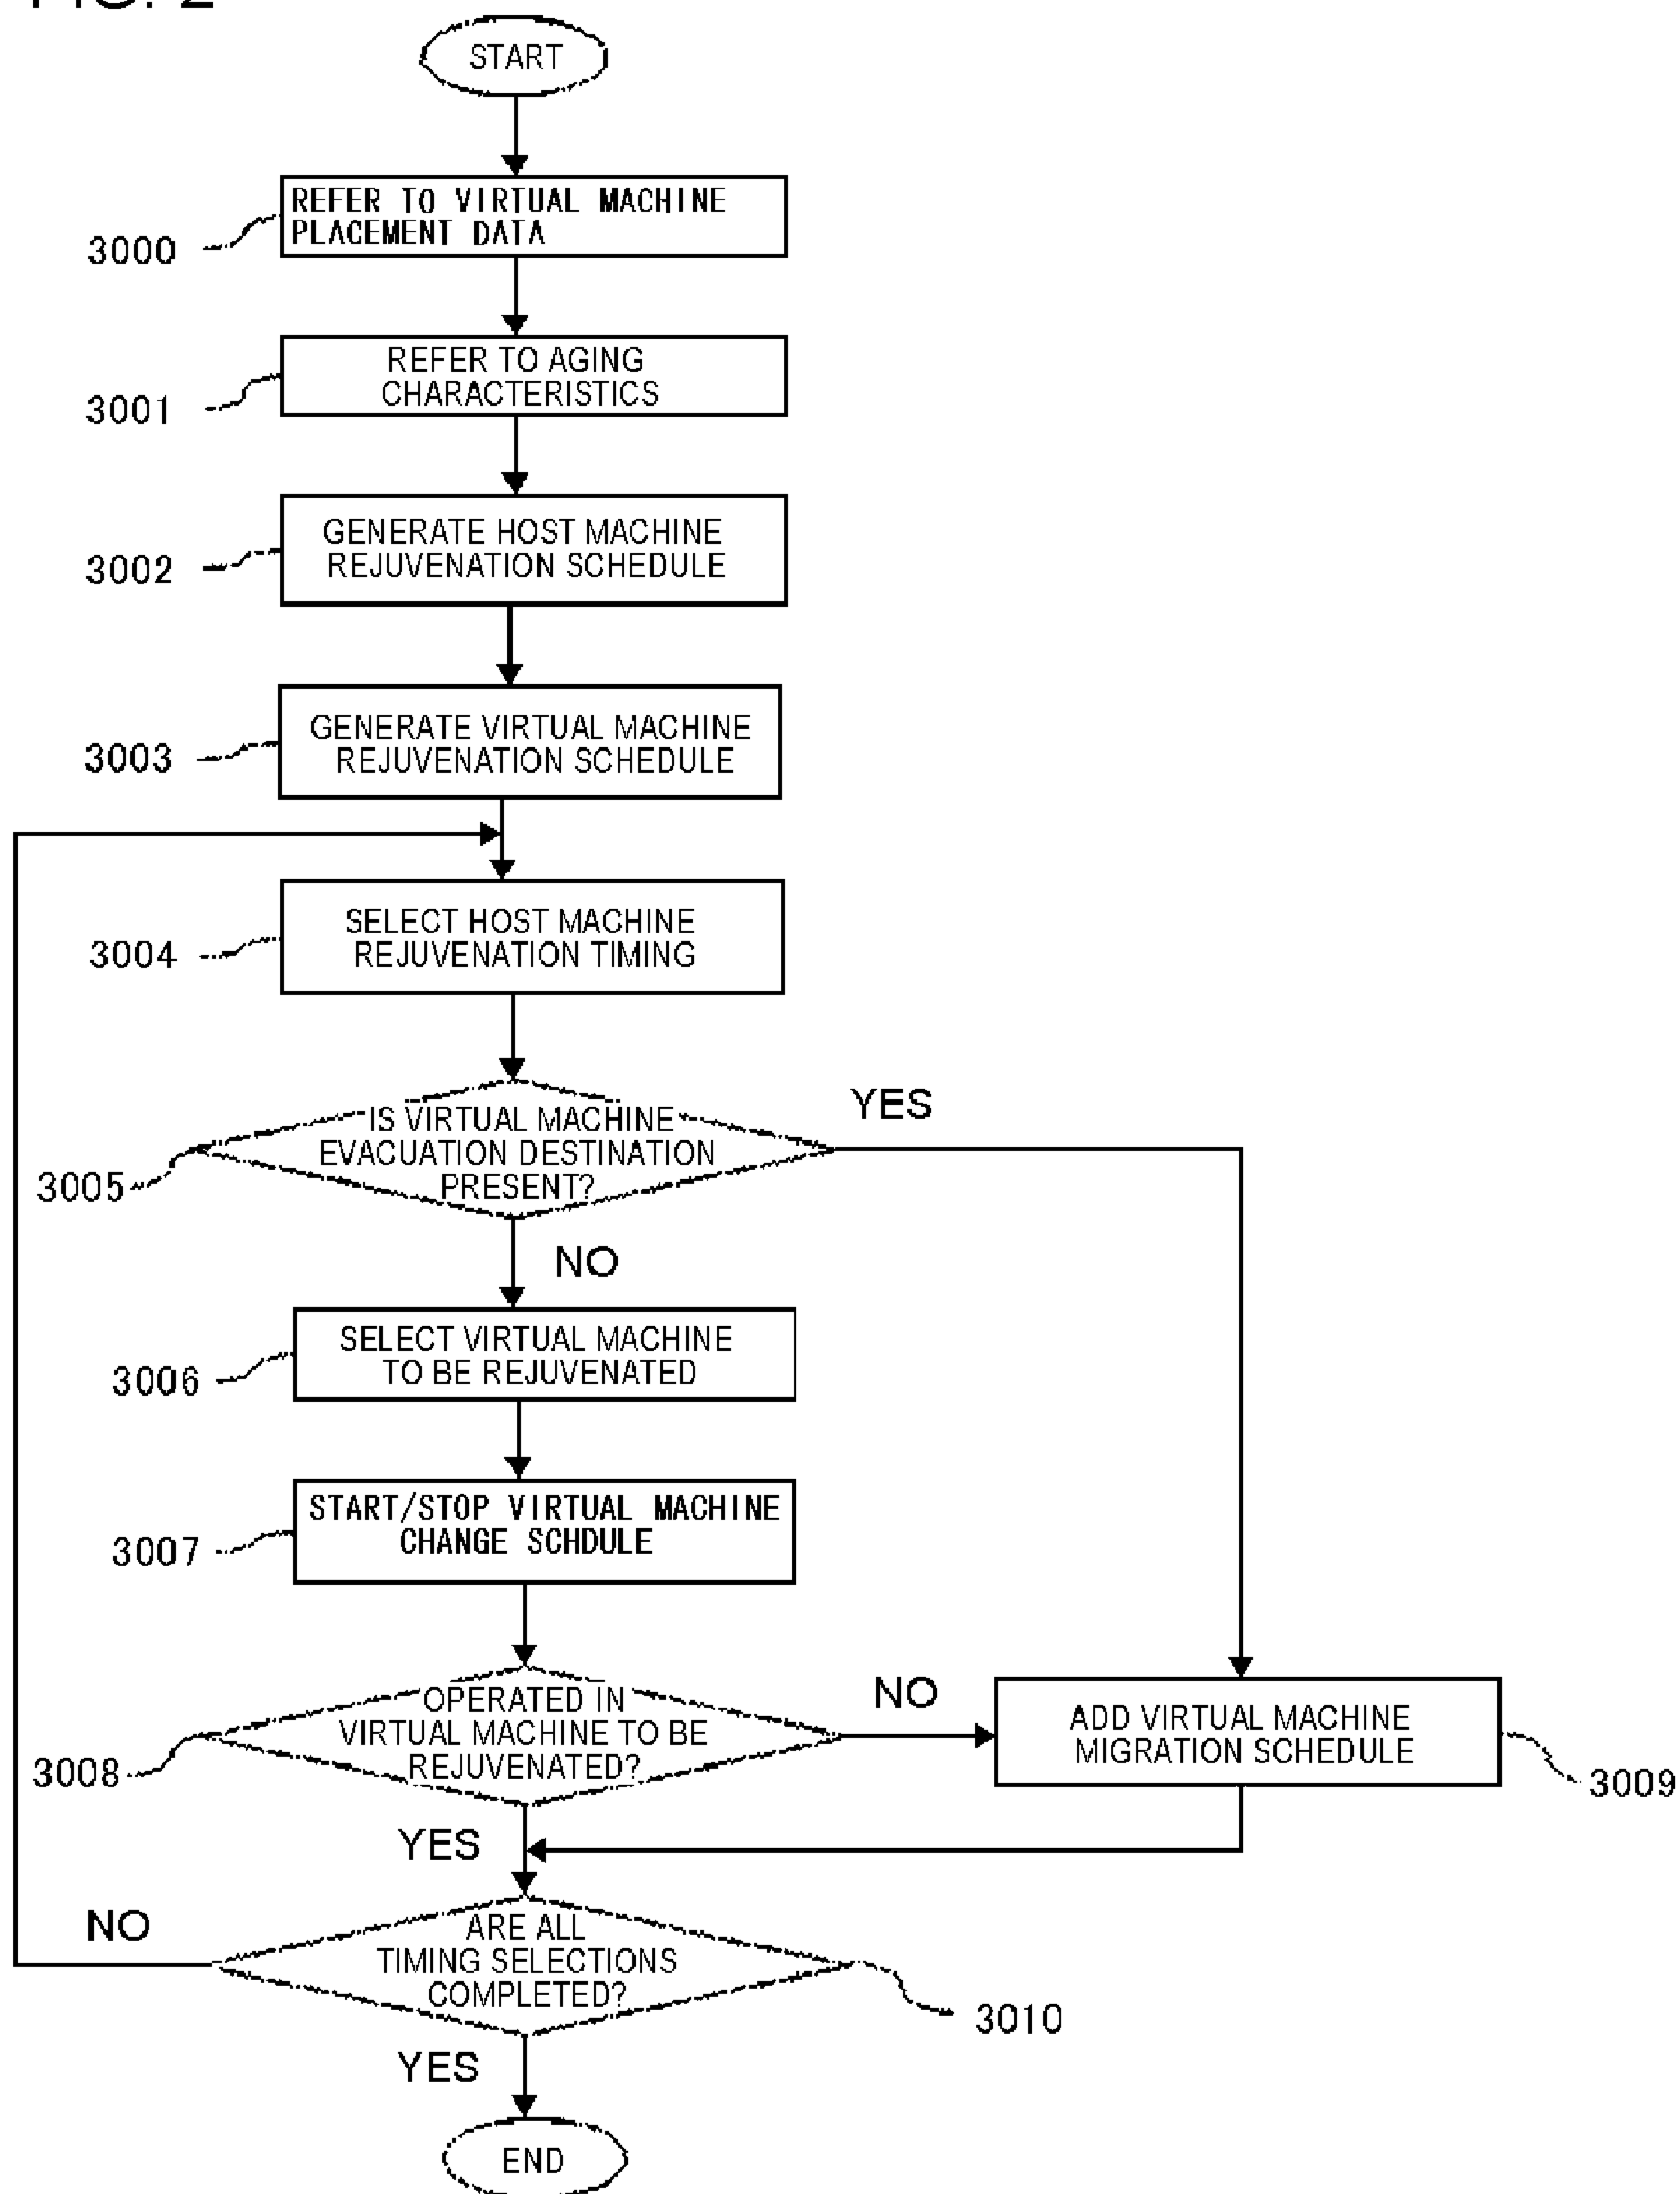 FIG. 2
START
REFER TO VIRTUAL MACHINE
PLACEMENT DATA
3000
REFER TO AGING
CHARACTERISTICS
3001
GENERATE HOST MACHINE
REJUVENATION SCHEDULE
3002
GENERATE VIRTUAL MACHINE
REJUVENATION SCHEDULE
3003
SELECT HOST MACHINE
REJUVENATION TIMING
3004
YES
IS VIRTUAL MACHINE
EVACUATION DESTINATION
PRESENT?
3005
NO
SELECT VIRTUAL MACHINE
TO BE REJUVENATED
3006
START/STOP VIRTUAL MACHINE
CHANGE SCHDULE
3007
OPERATED IN
VIRTUAL MACHINE TO BE
REJUVENATED?
3008
NO
ADD VIRTUAL MACHINE
MIGRATION SCHEDULE
3009
YES
NO
ARE ALL
TIMING SELECTIONS
COMPLETED?
3010
YES
END